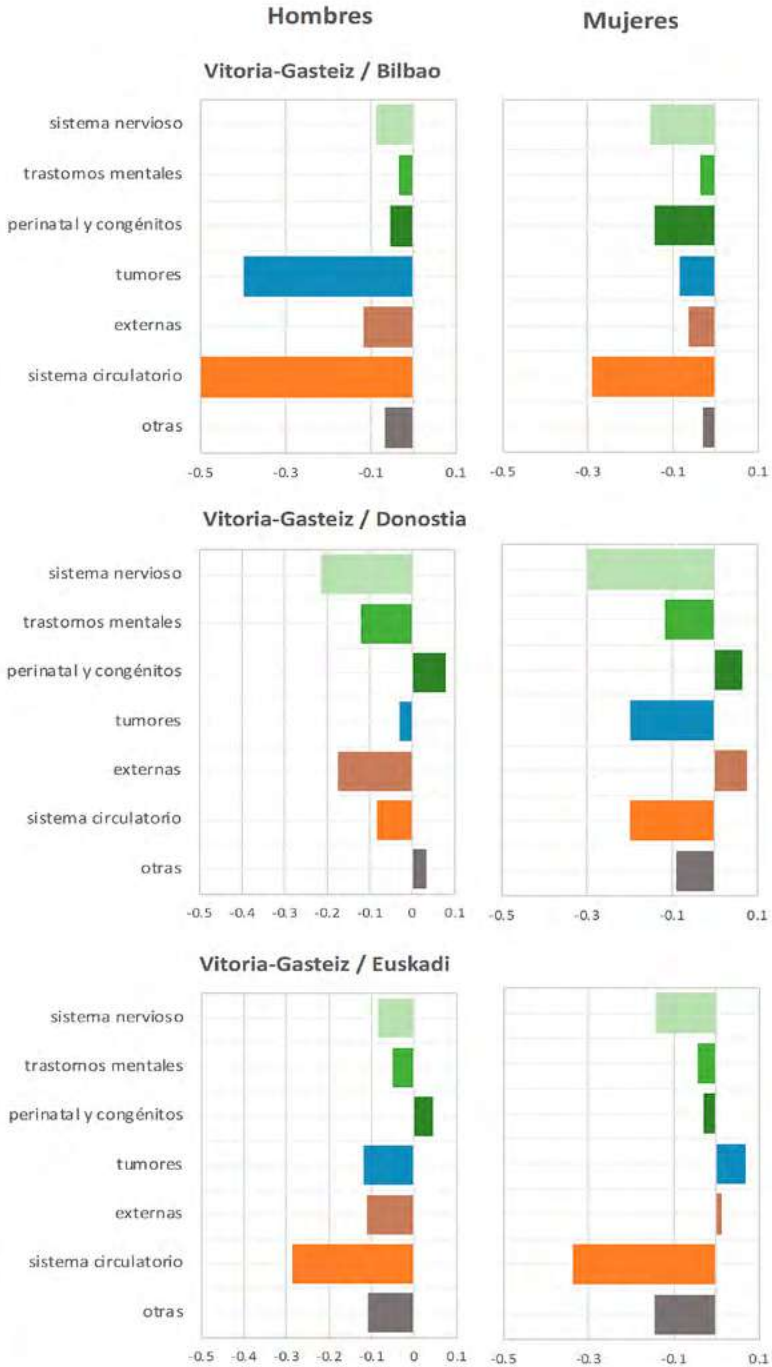 Hombres Mujeres
Vitoria-Gasteiz / Bilbao
sistema nervioso
trastornos mentales
perinatal y congénitos
tumores
externas
sistema circulatorio
otras
-0.5 -0.3 -0.1 0.1 -0.5 -0.3 -0.1 0.1
Vitoria-Gasteiz / Donostia
sistema nervioso
trastornos mentales
perinatal y congénitos
tumores
externas
sistema circulatorio
otras
-0.5 -0.4 -0.3 -0.2 -0.1 0 0.1 -0.5 -0.3 -0.1 0.1
Vitoria-Gasteiz / Euskadi
sistema nervioso
trastornos mentales
perinatal y congénitos
tumores
externas
sistema circulatorio
otras
-0.5 -0.4 -0.3 -0.2 -0.1 0 0.1 -0.5 -0.3 -0.1 0.1